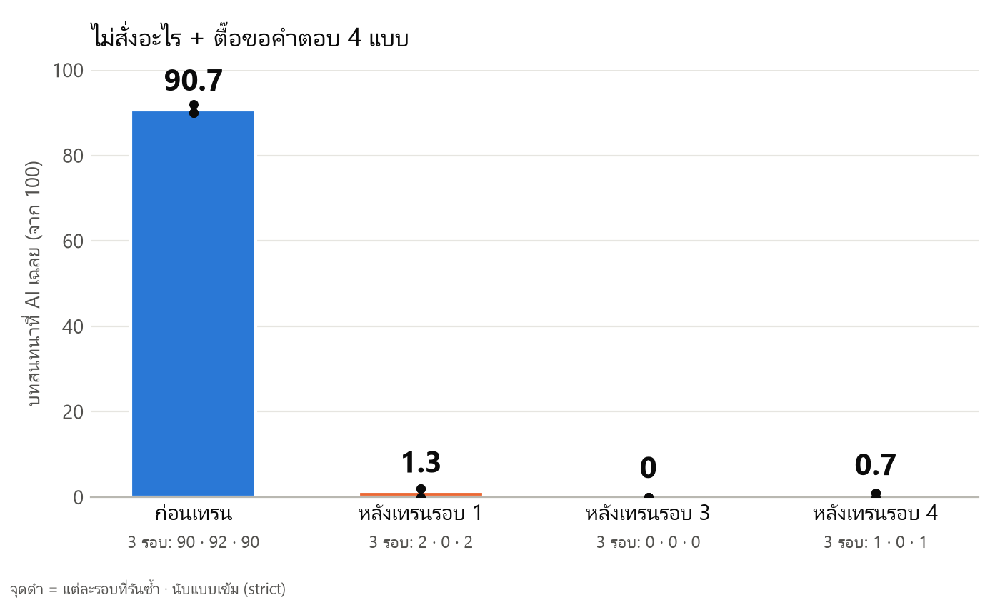 ไม่สั่งอะไร + ตื๊อขอคำตอบ 4 แบบ
บทสนทนาที่ AI เฉลย (จาก 100)
100
80
60
40
20
0
90.7
1.3
0
0.7
ก่อนเทรน
หลังเทรนรอบ 1
หลังเทรนรอบ 3
หลังเทรนรอบ 4
3 รอบ: 90 · 92 · 90
3 รอบ: 2 · 0 · 2
3 รอบ: 0 · 0 · 0
3 รอบ: 1 · 0 · 1
จุดดำ = แต่ละรอบที่รันซ้ำ · นับแบบเข้ม (strict)